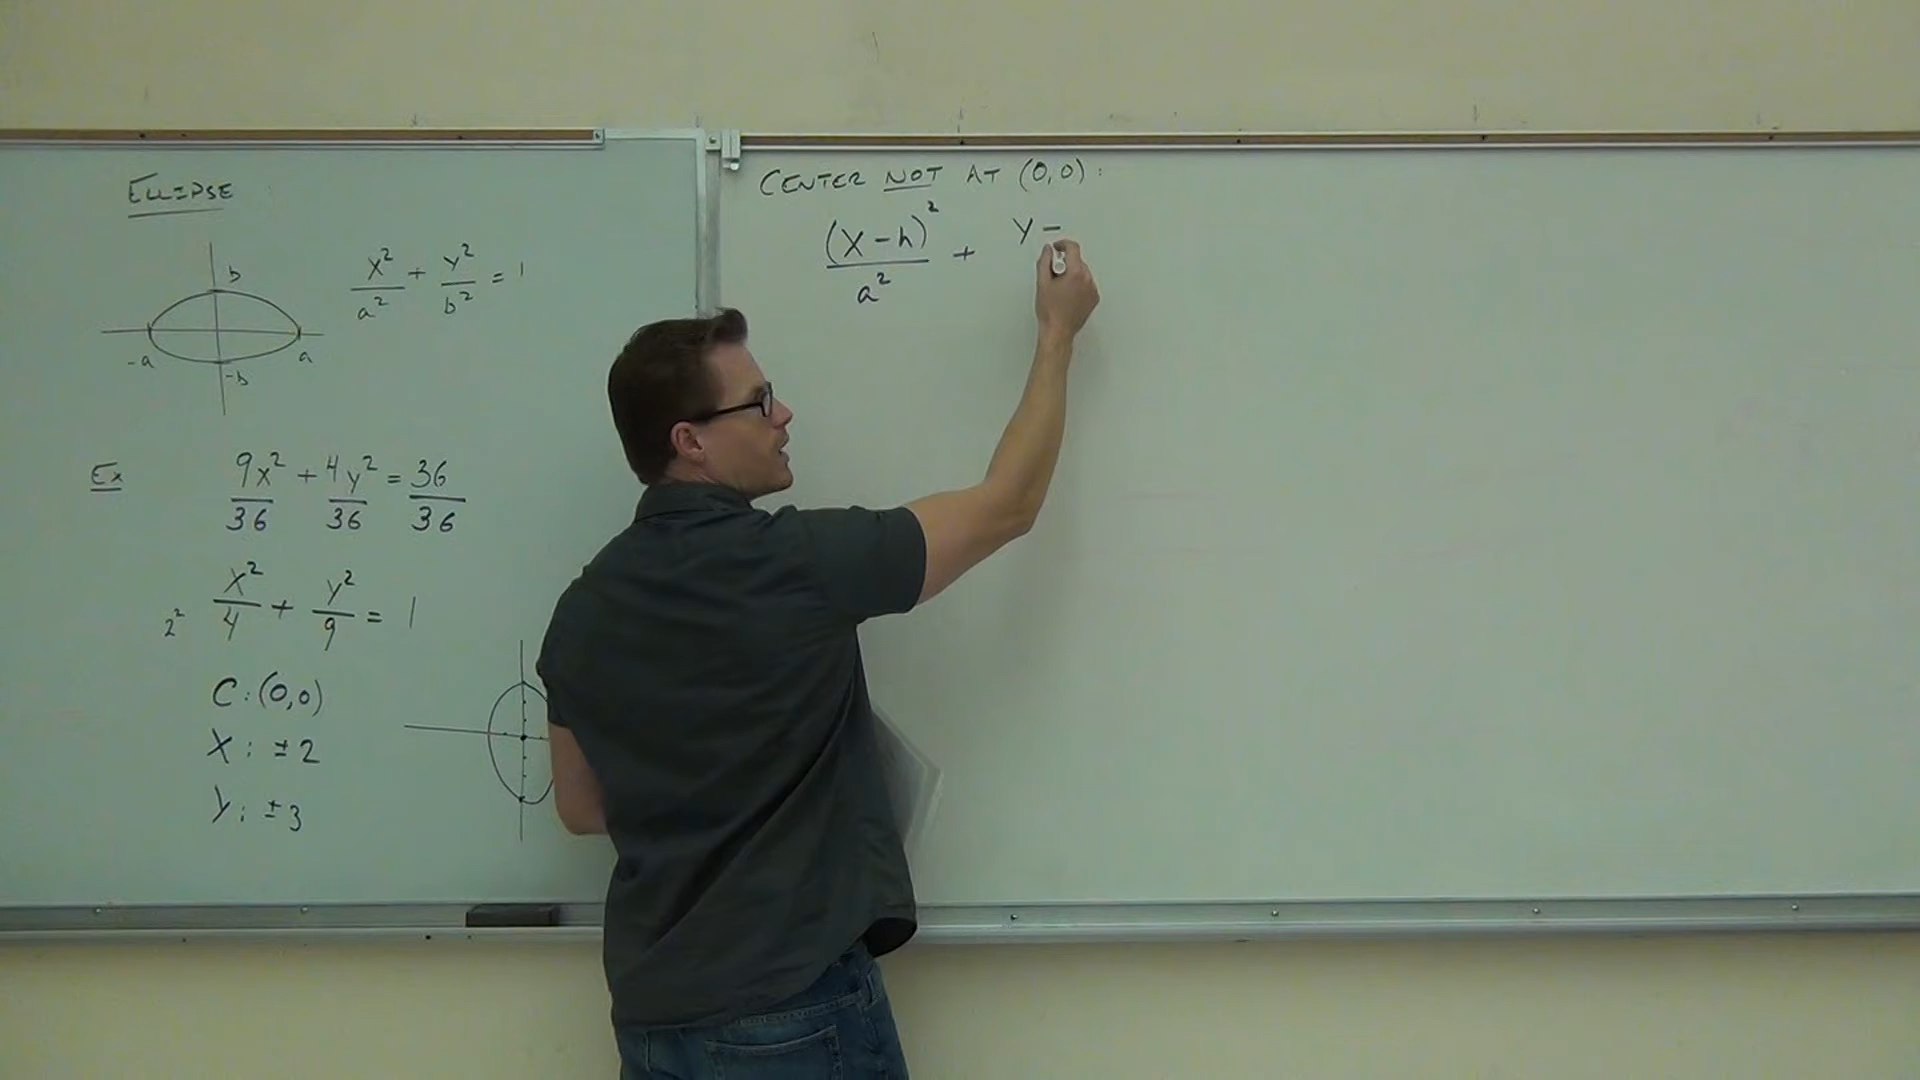 ELLIPSE
b
-a
a
-b
x²/a² + y²/b² = 1
Ex
9x²/36 + 4y²/36 = 36/36
2² x²/4 + y²/9 = 1
C: (0,0)
X: ±2
Y: ±3
CENTER NOT AT (0,0):
(X-h)²/a² + Y-